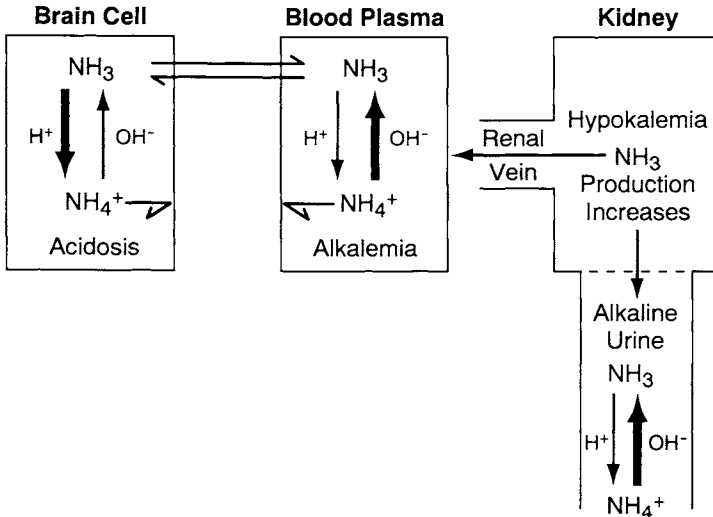 Brain Cell
NH₃
H⁺
OH⁻
NH₄⁺
Acidosis
Blood Plasma
NH₃
H⁺
OH⁻
NH₄⁺
Alkalemia
Kidney
Hypokalemia
Renal
Vein
NH₃
Production
Increases
Alkaline
Urine
NH₃
H⁺
OH⁻
NH₄⁺